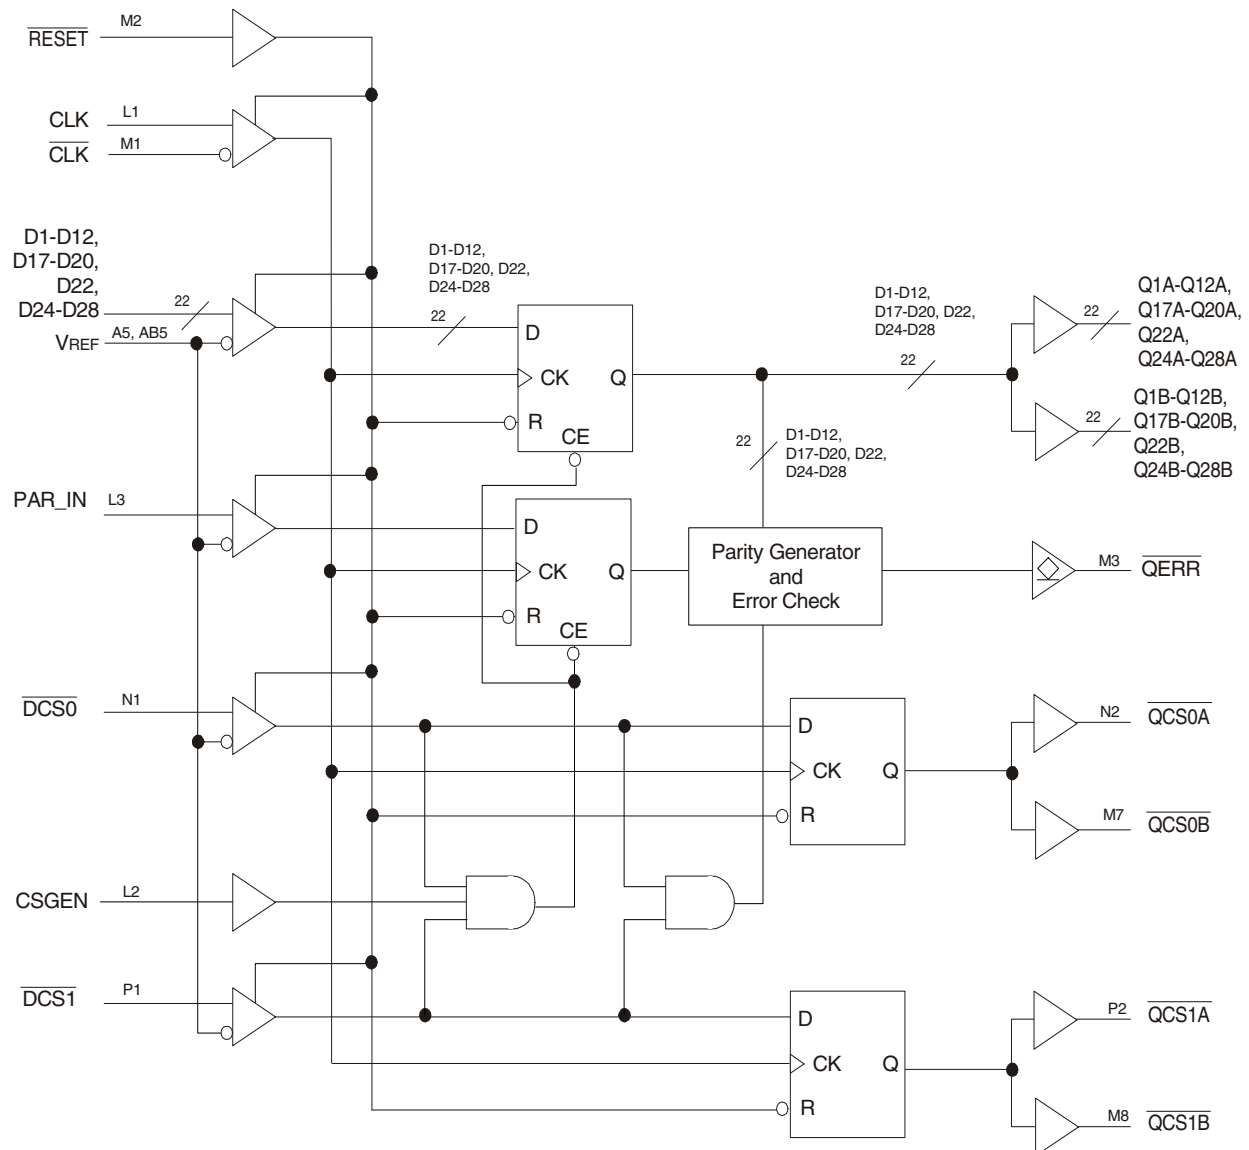 M2
RESET
CLK
L1
CLK
M1
D1-D12,
D17-D20,
D22,
D24-D28
22
VREF
A5, AB5
D1-D12,
D17-D20, D22,
D24-D28
22
D
CK
Q
R
CE
D1-D12,
D17-D20, D22,
D24-D28
22
22
Q1A-Q12A,
Q17A-Q20A,
Q22A,
Q24A-Q28A
22
Q1B-Q12B,
Q17B-Q20B,
Q22B,
Q24B-Q28B
22
D1-D12,
D17-D20, D22,
D24-D28
PAR_IN
L3
D
CK
Q
R
CE
Parity Generator
and
Error Check
M3
QERR
DCS0
N1
D
CK
Q
R
N2
QCS0A
M7
QCS0B
CSGEN
L2
DCS1
P1
D
CK
Q
R
P2
QCS1A
M8
QCS1B